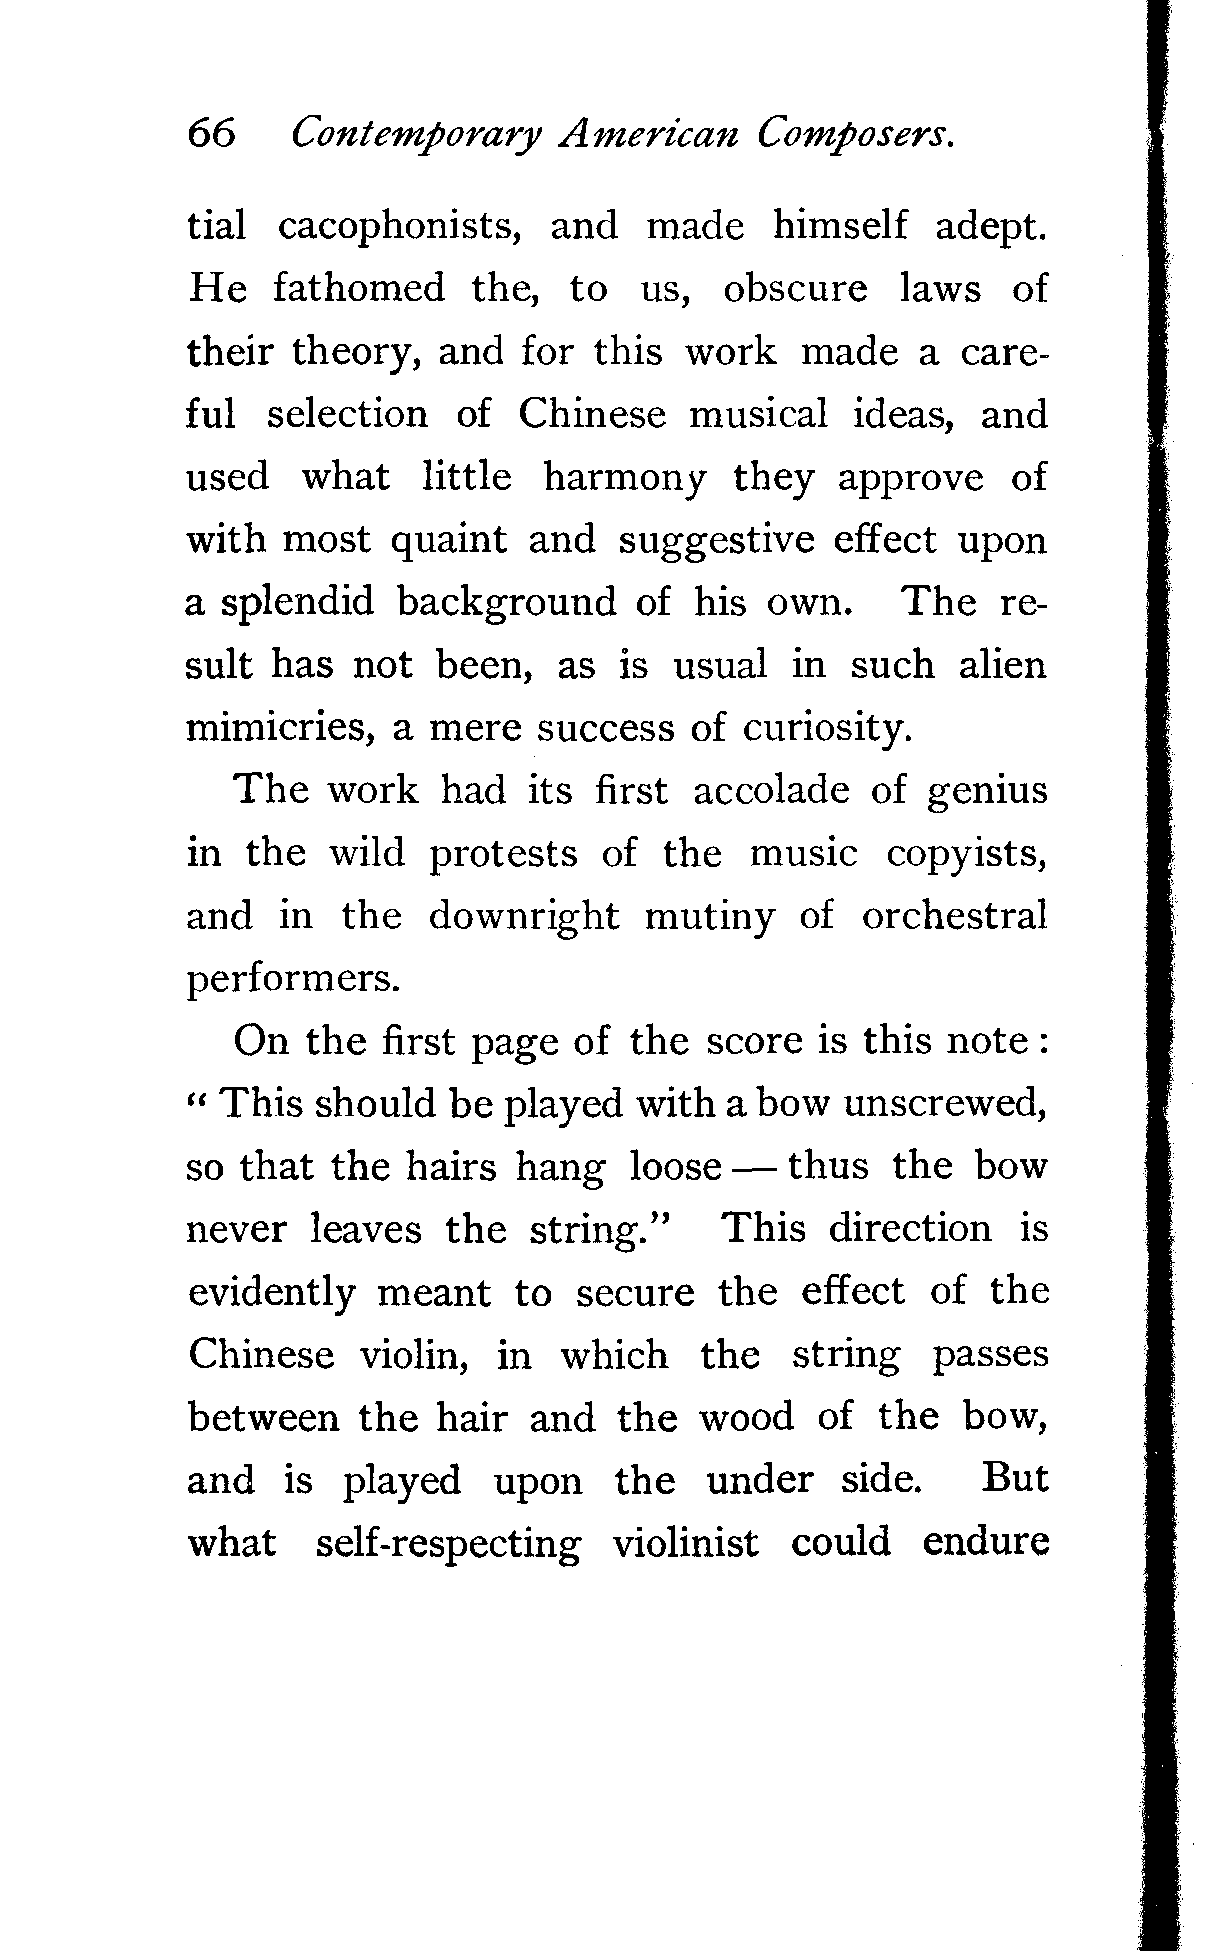 66 Contemporary American Composers.
tial cacophonists, and made himself adept.
He fathomed the, to us, obscure laws of
their theory, and for this work made a care-
ful selection of Chinese musical ideas, and
used what little harmony they approve of
with most quaint and suggestive effect upon
a splendid background of his own. The re-
sult has not been, as is usual in such alien
mimicries, a mere success of curiosity.
The work had its first accolade of genius
in the wild protests of the music copyists,
and in the downright mutiny of orchestral
performers.
On the first page of the score is this note :
“ This should be played with a bow unscrewed,
so that the hairs hang loose — thus the bow
never leaves the string.” This direction is
evidently meant to secure the effect of the
Chinese violin, in which the string passes
between the hair and the wood of the bow,
and is played upon the under side. But
what self-respecting violinist could endure